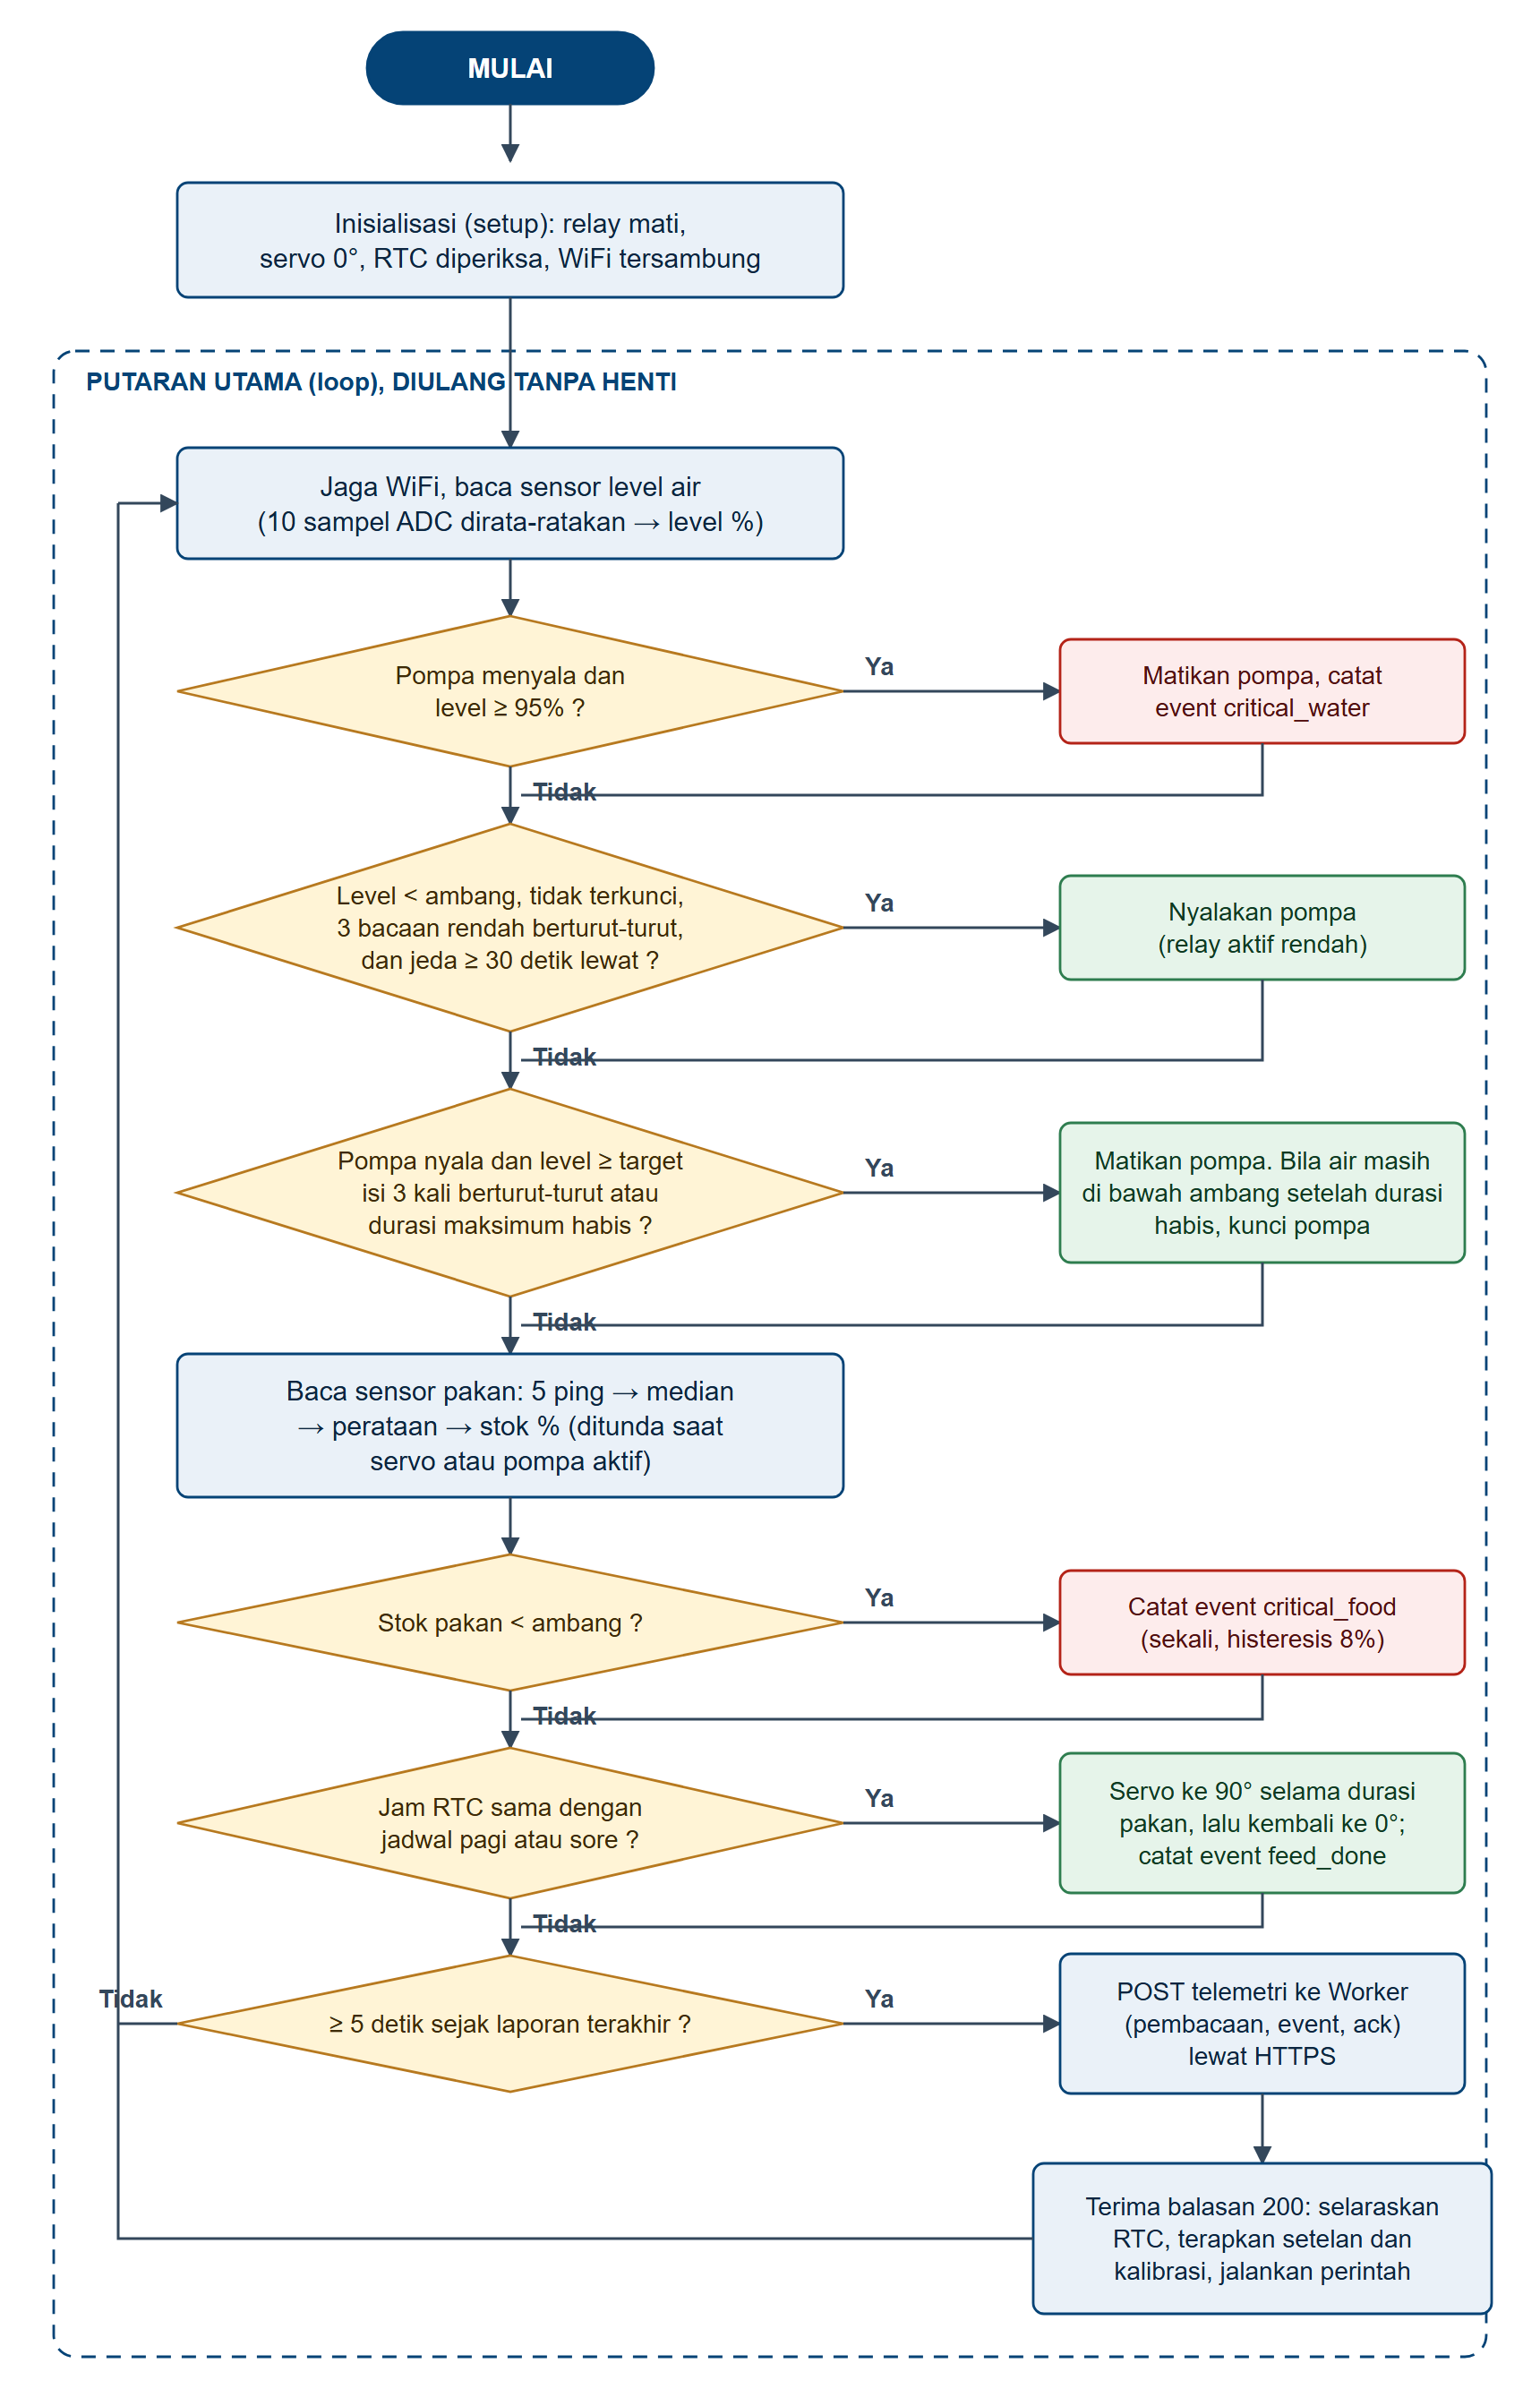 MULAI
Inisialisasi (setup): relay mati,
servo 0°, RTC diperiksa, WiFi tersambung
PUTARAN UTAMA (loop), DIULANG TANPA HENTI
Jaga WiFi, baca sensor level air
(10 sampel ADC dirata-ratakan → level %)
Pompa menyala dan
level ≥ 95% ?
Ya
Matikan pompa, catat
event critical_water
Tidak
Level < ambang, tidak terkunci,
3 bacaan rendah berturut-turut,
dan jeda ≥ 30 detik lewat ?
Ya
Nyalakan pompa
(relay aktif rendah)
Tidak
Pompa nyala dan level ≥ target
isi 3 kali berturut-turut atau
durasi maksimum habis ?
Ya
Matikan pompa. Bila air masih
di bawah ambang setelah durasi
habis, kunci pompa
Tidak
Baca sensor pakan: 5 ping → median
→ perataan → stok % (ditunda saat
servo atau pompa aktif)
Stok pakan < ambang ?
Ya
Catat event critical_food
(sekali, histeresis 8%)
Tidak
Jam RTC sama dengan
jadwal pagi atau sore ?
Ya
Servo ke 90° selama durasi
pakan, lalu kembali ke 0°;
catat event feed_done
Tidak
≥ 5 detik sejak laporan terakhir ?
Tidak
Ya
POST telemetri ke Worker
(pembacaan, event, ack)
lewat HTTPS
Terima balasan 200: selaraskan
RTC, terapkan setelan dan
kalibrasi, jalankan perintah